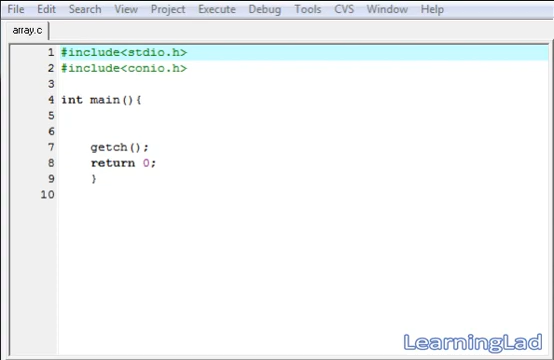 File Edit Search View Project Execute Debug Tools CVS Window Help
array.c
1 #include<stdio.h>
2 #include<conio.h>
3
4 int main(){
5
6
7 getch();
8 return 0;
9 }
10
LearningLad